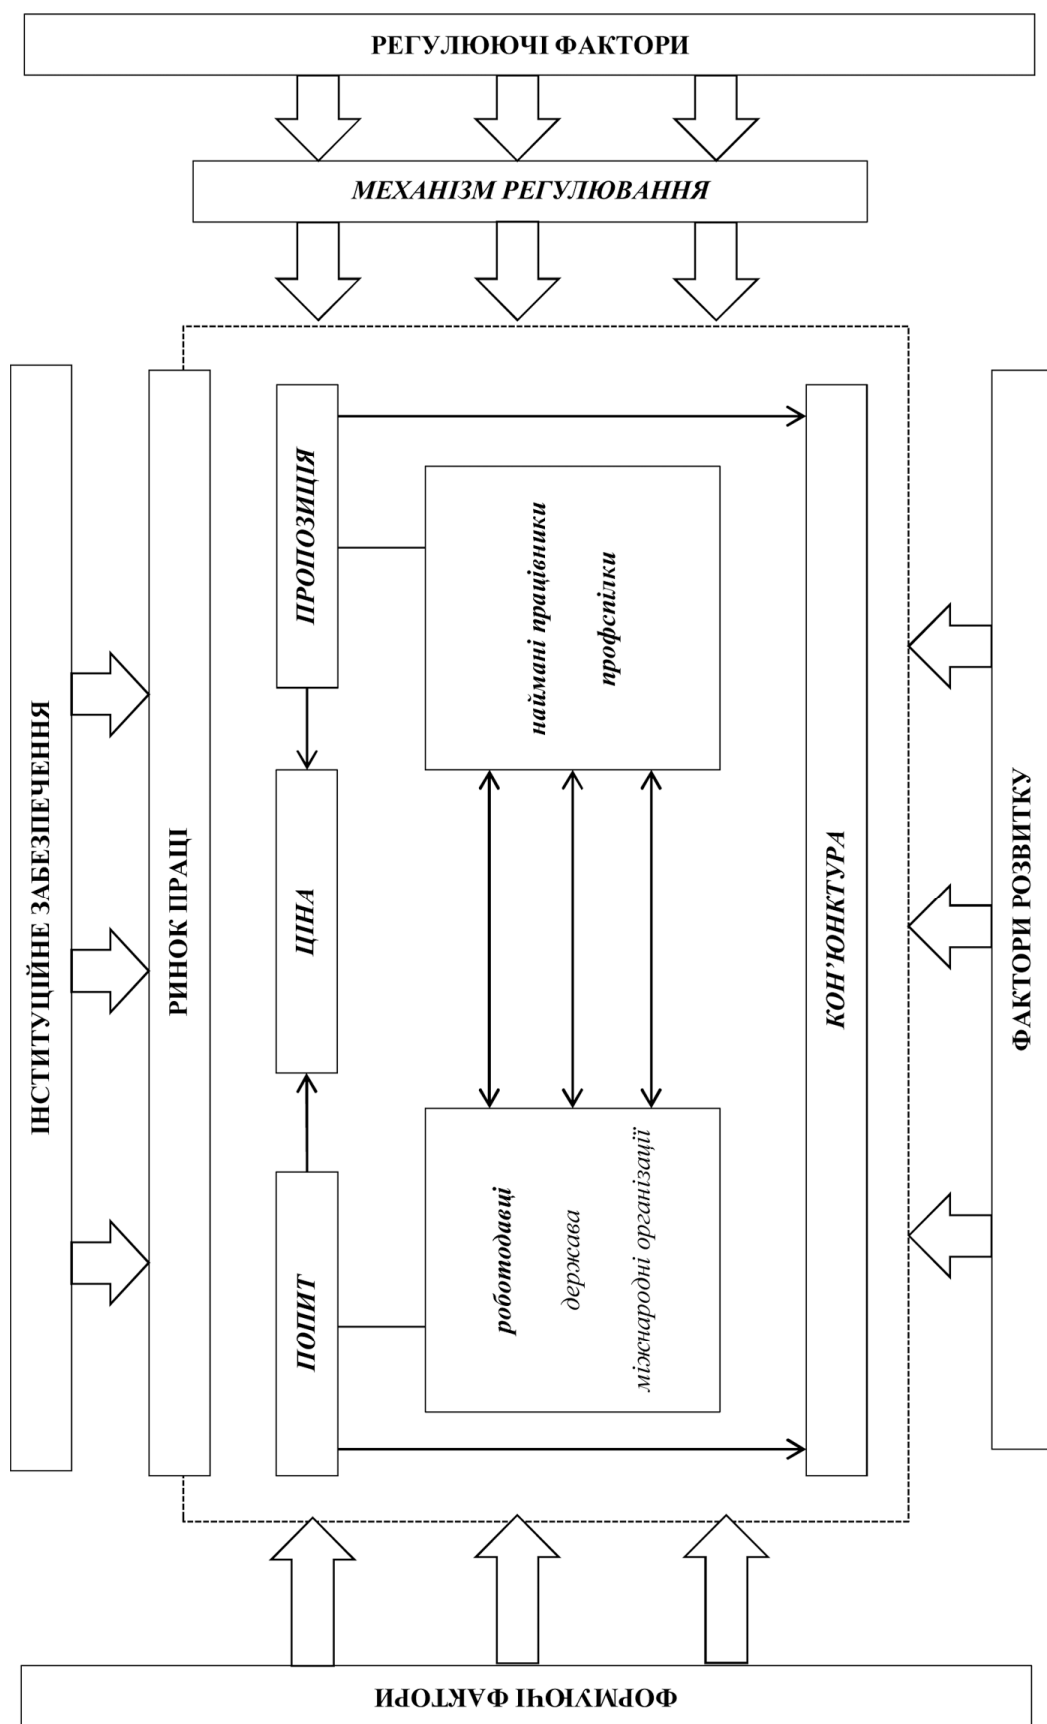 РЕГУЛЮЮЧІ ФАКТОРИ
МЕХАНІЗМ РЕГУЛЮВАННЯ
ІНСТИТУЦІЙНЕ ЗАБЕЗПЕЧЕННЯ
РИНОК ПРАЦІ
ПОПИТ
ЦІНА
ПРОПОЗИЦІЯ
роботодавці
держава
міжнародні організації
наймані працівники
профспілки
КОН’ЮНКТУРА
ФАКТОРИ РОЗВИТКУ
ФОРМУЮЧІ ФАКТОРИ